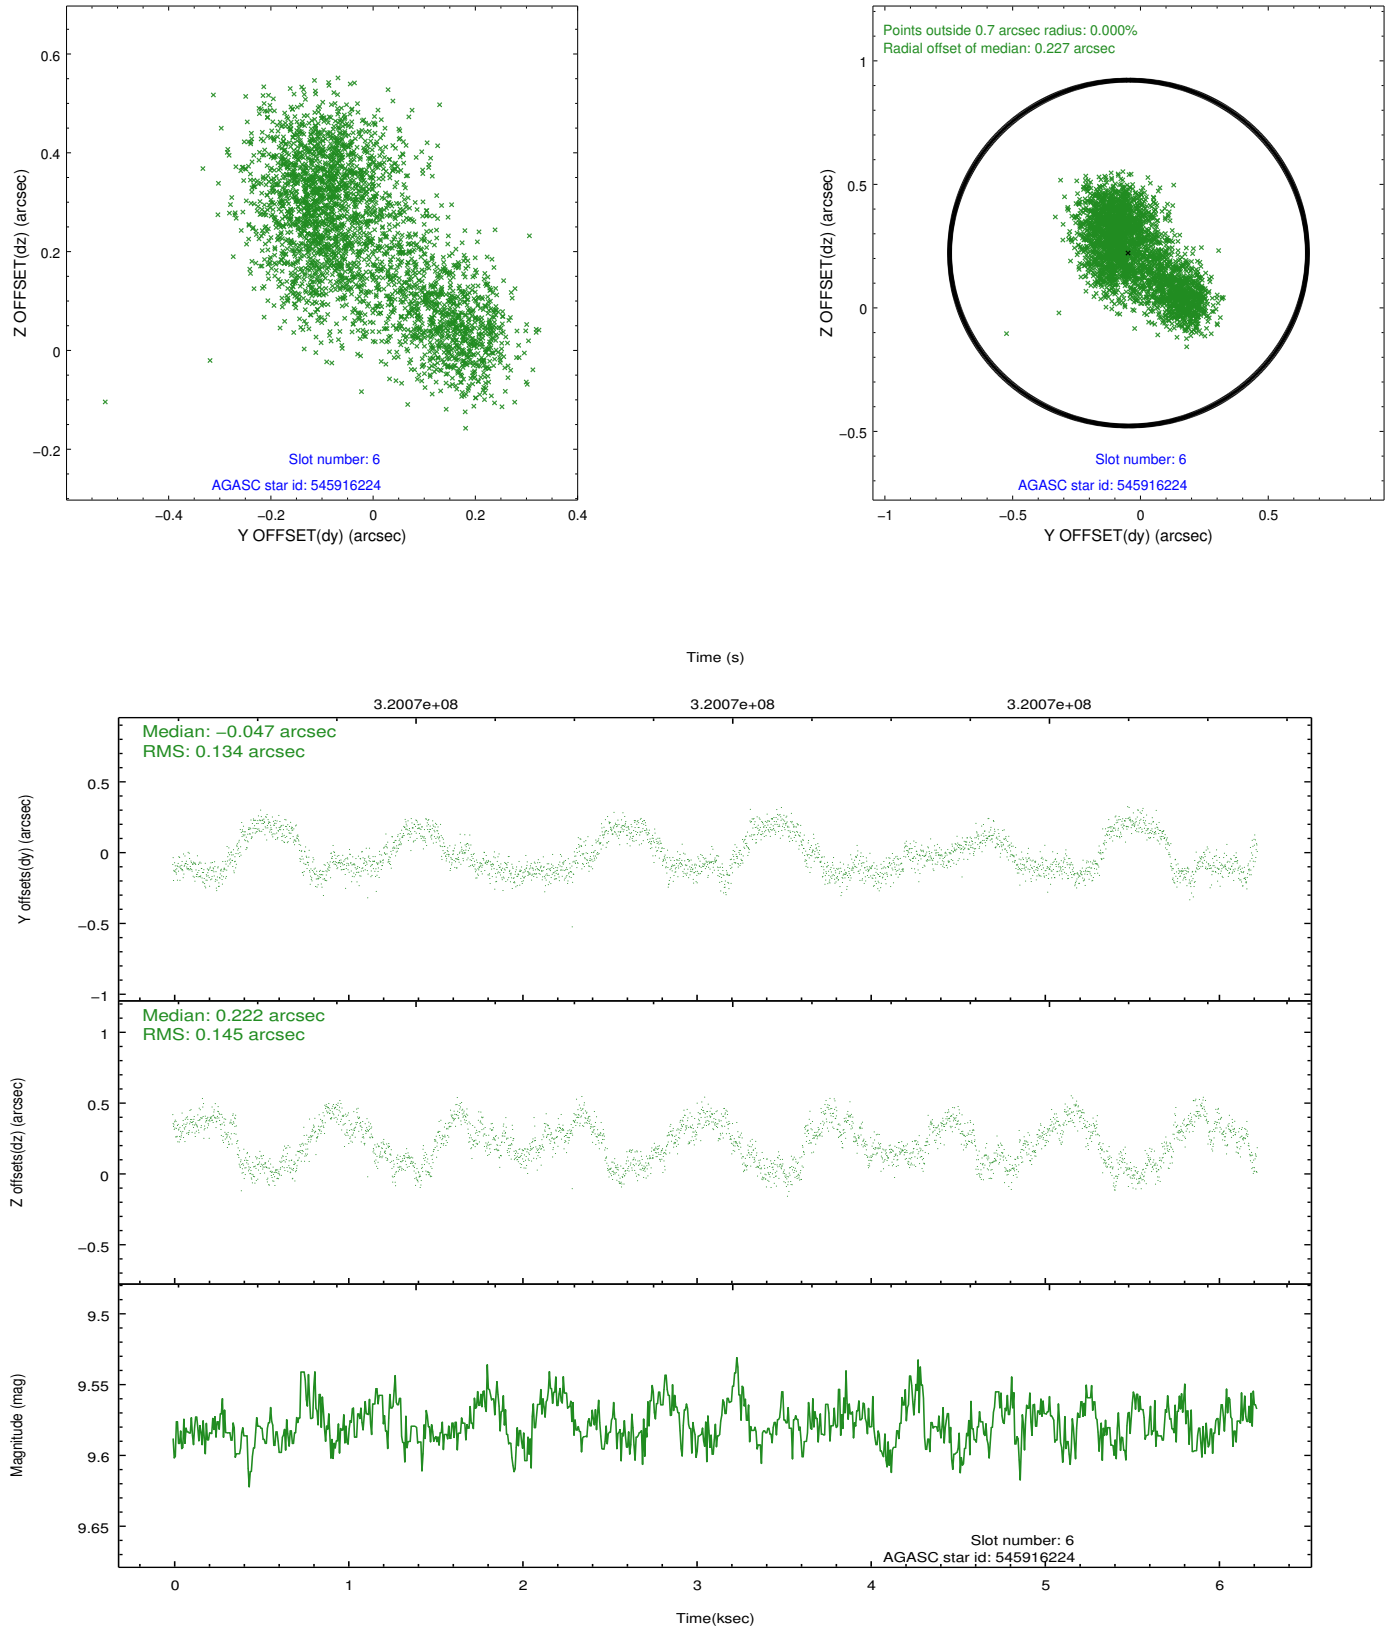 0.6
0.4
0.2
0
−0.2
Z OFFSET(dz) (arcsec)
Slot number: 6
AGASC star id: 545916224
−0.4
−0.2
0
0.2
0.4
Y OFFSET(dy) (arcsec)
Points outside 0.7 arcsec radius: 0.000%
Radial offset of median: 0.227 arcsec
1
0.5
0
−0.5
Z OFFSET(dz) (arcsec)
Slot number: 6
AGASC star id: 545916224
−1
−0.5
0
0.5
Y OFFSET(dy) (arcsec)
Time (s)
3.2007e+08
3.2007e+08
3.2007e+08
Median: −0.047 arcsec
RMS: 0.134 arcsec
0.5
0
−0.5
−1
Y offsets(dy) (arcsec)
Median: 0.222 arcsec
RMS: 0.145 arcsec
1
0.5
0
−0.5
Z offsets(dz) (arcsec)
9.5
9.55
9.6
9.65
Magnitude (mag)
Slot number: 6
AGASC star id: 545916224
0
1
2
3
4
5
6
Time(ksec)